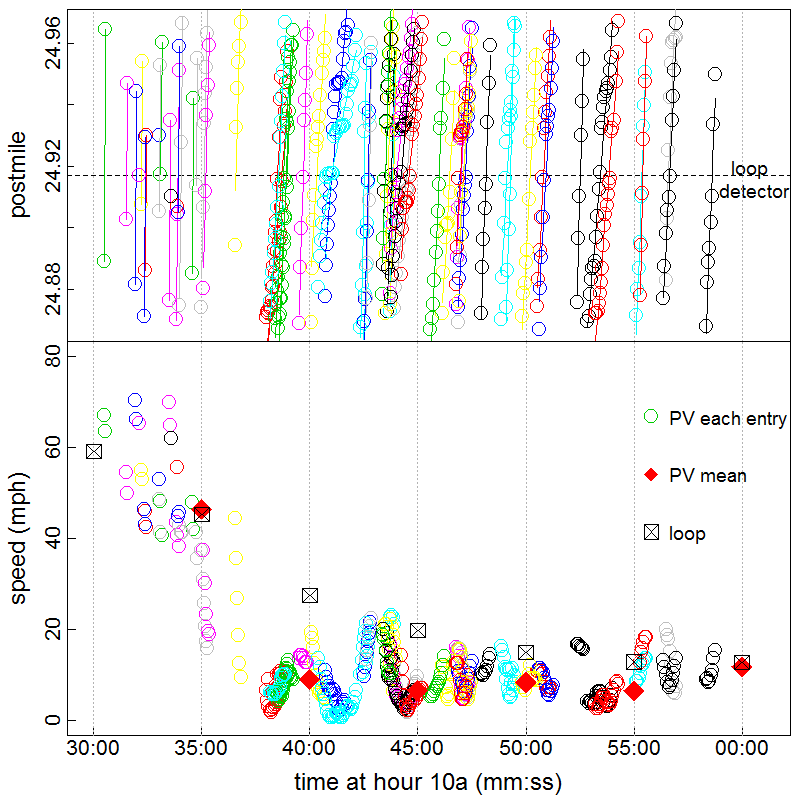 24.96
24.92
24.88
postmile
loop
detector
80
60
40
20
0
speed (mph)
PV each entry
PV mean
loop
30:00 35:00 40:00 45:00 50:00 55:00 00:00
time at hour 10a (mm:ss)